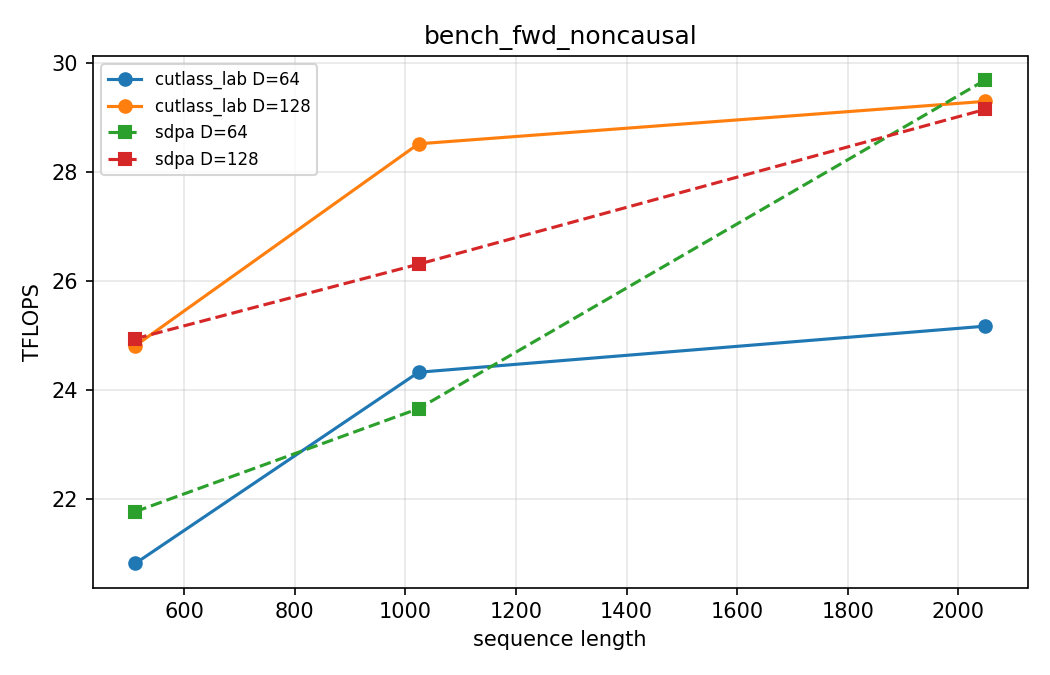 bench_fwd_noncausal
30
28
26
24
22
TFLOPS
cutlass_lab D=64
cutlass_lab D=128
sdpa D=64
sdpa D=128
600 800 1000 1200 1400 1600 1800 2000
sequence length